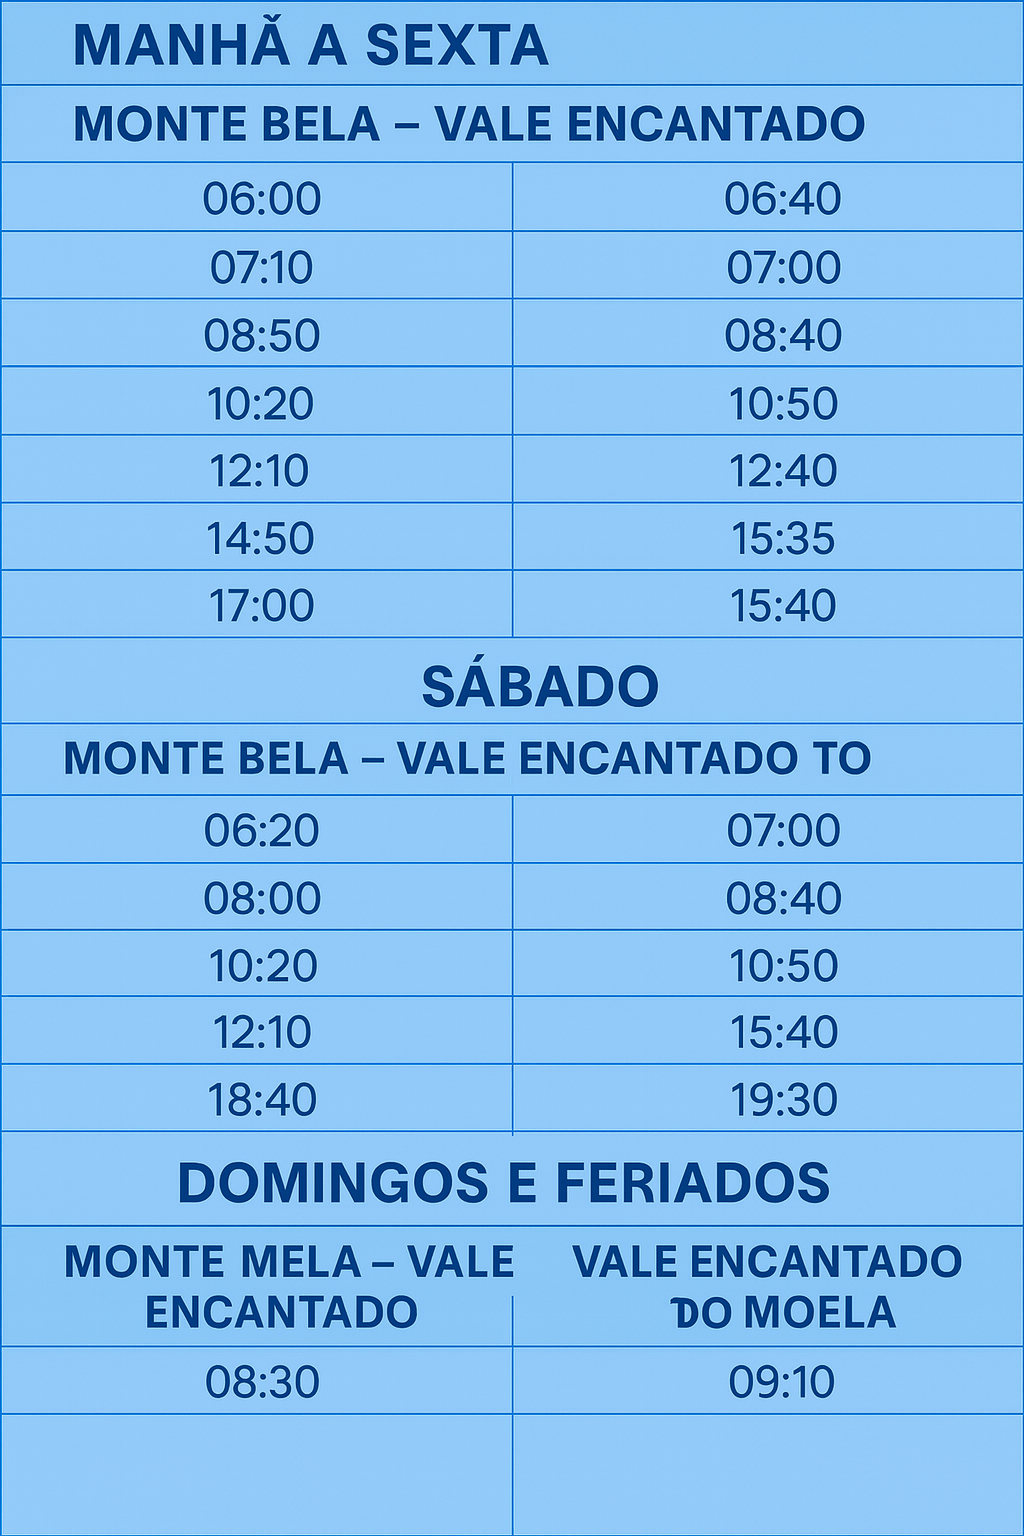 MANHÃ A SEXTA
MONTE BELA – VALE ENCANTADO
06:00 06:40
07:10 07:00
08:50 08:40
10:20 10:50
12:10 12:40
14:50 15:35
17:00 15:40
SÁBADO
MONTE BELA – VALE ENCANTADO TO
06:20 07:00
08:00 08:40
10:20 10:50
12:10 15:40
18:40 19:30
DOMINGOS E FERIADOS
MONTE MELA – VALE
ENCANTADO
VALE ENCANTADO
DO MOELA
08:30 09:10